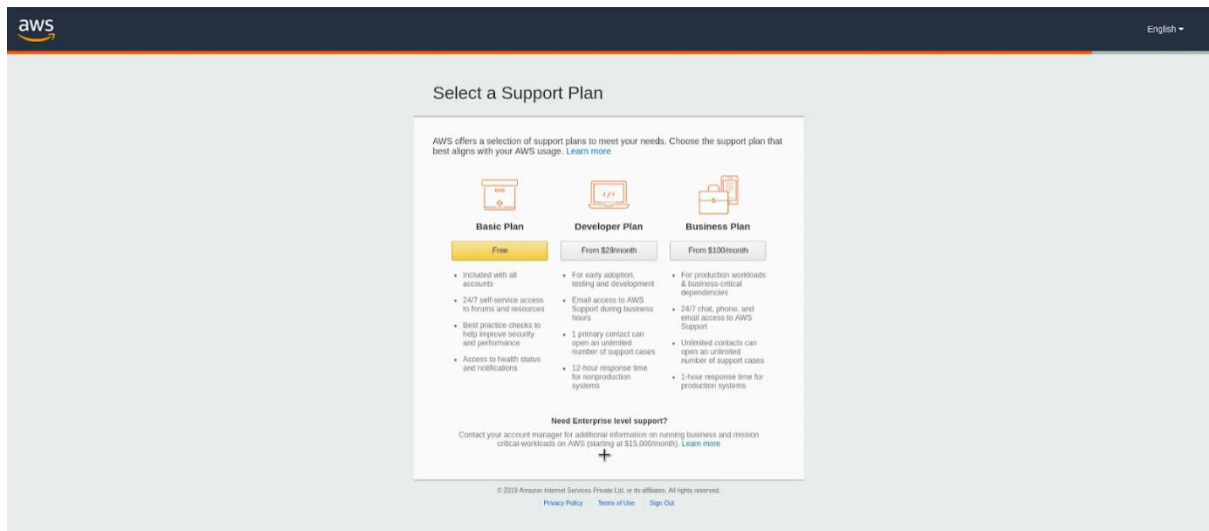 aws
English
Select a Support Plan
AWS offers a selection of support plans to meet your needs. Choose the support plan that
best aligns with your AWS usage. Learn more
Basic Plan
Free
Included with all
accounts
24/7 self-service access
to forums and resources
Best practice checks to
help improve security
and performance
Access to health status
and notifications
Developer Plan
From $29/month
For early adoption,
testing and development
Email access to AWS
Support during business
hours
1 primary contact can
open an unlimited
number of support cases
12-hour response time
for nonproduction
systems
Business Plan
From $100/month
For production workloads
& business-critical
dependencies
24/7 chat, phone, and
email access to AWS
Support
Unlimited contacts can
open an unlimited
number of support cases
1-hour response time for
production systems
Need Enterprise level support?
Contact your account manager for additional information on running business and mission
critical-workloads on AWS (starting at $15,000/month). Learn more
© 2019 Amazon Internet Services Private Ltd. or its affiliates. All rights reserved.
Privacy Policy Terms of Use Sign Out